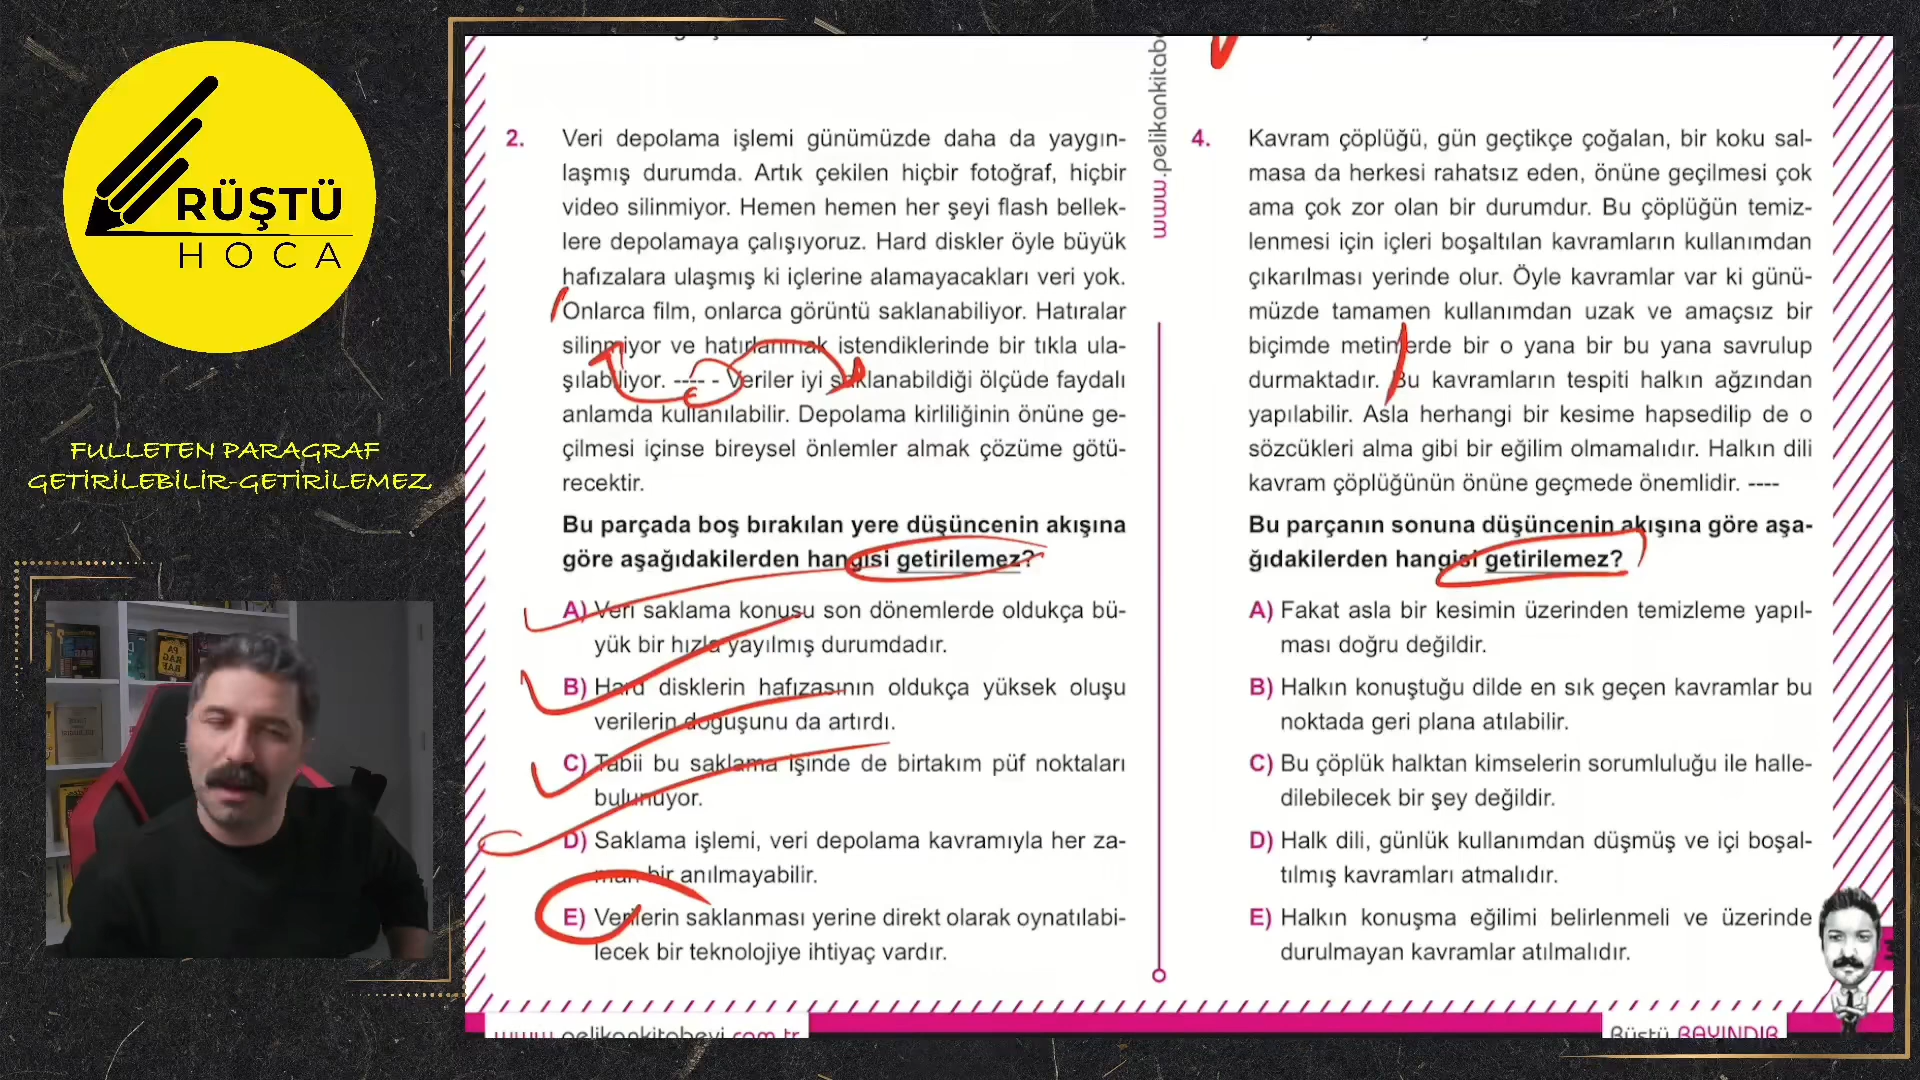 RÜŞTÜ
HOCA
FULLETEN PARAGRAF
GETİRİLEBİLİR-GETİRİLEMEZ
www.pelikankitabe
2. Veri depolama işlemi günümüzde daha da yaygın-
laşmış durumda. Artık çekilen hiçbir fotoğraf, hiçbir
video silinmiyor. Hemen hemen her şeyi flash bellek-
lere depolamaya çalışıyoruz. Hard diskler öyle büyük
hafızalara ulaşmış ki içlerine alamayacakları veri yok.
Onlarca film, onlarca görüntü saklanabiliyor. Hatıralar
silinmiyor ve hatırlanmak istendiklerinde bir tıkla ula-
şılabiliyor. ---- - Veriler iyi saklanabildiği ölçüde faydalı
anlamda kullanılabilir. Depolama kirliliğinin önüne ge-
çilmesi içinse bireysel önlemler almak çözüme götü-
recektir.
Bu parçada boş bırakılan yere düşüncenin akışına
göre aşağıdakilerden hangisi getirilemez?
A) Veri saklama konusu son dönemlerde oldukça bü-
yük bir hızla yayılmış durumdadır.
B) Hard disklerin hafızasının oldukça yüksek oluşu
verilerin doğuşunu da artırdı.
C) Tabii bu saklama işinde de birtakım püf noktaları
bulunuyor.
D) Saklama işlemi, veri depolama kavramıyla her za-
man bir anılmayabilir.
E) Verilerin saklanması yerine direkt olarak oynatılabi-
lecek bir teknolojiye ihtiyaç vardır.
4. Kavram çöplüğü, gün geçtikçe çoğalan, bir koku sal-
masa da herkesi rahatsız eden, önüne geçilmesi çok
ama çok zor olan bir durumdur. Bu çöplüğün temiz-
lenmesi için içleri boşaltılan kavramların kullanımdan
çıkarılması yerinde olur. Öyle kavramlar var ki günü-
müzde tamamen kullanımdan uzak ve amaçsız bir
biçimde metinlerde bir o yana bir bu yana savrulup
durmaktadır. Bu kavramların tespiti halkın ağzından
yapılabilir. Asla herhangi bir kesime hapsedilip de o
sözcükleri alma gibi bir eğilim olmamalıdır. Halkın dili
kavram çöplüğünün önüne geçmede önemlidir. ----
Bu parçanın sonuna düşüncenin akışına göre aşa-
ğıdakilerden hangisi getirilemez?
A) Fakat asla bir kesimin üzerinden temizleme yapıl-
ması doğru değildir.
B) Halkın konuştuğu dilde en sık geçen kavramlar bu
noktada geri plana atılabilir.
C) Bu çöplük halktan kimselerin sorumluluğu ile halle-
dilebilecek bir şey değildir.
D) Halk dili, günlük kullanımdan düşmüş ve içi boşal-
tılmış kavramları atmalıdır.
E) Halkın konuşma eğilimi belirlenmeli ve üzerinde
durulmayan kavramlar atılmalıdır.
www.pelikankitabevi.com.tr
Rüştü BAYINDIR